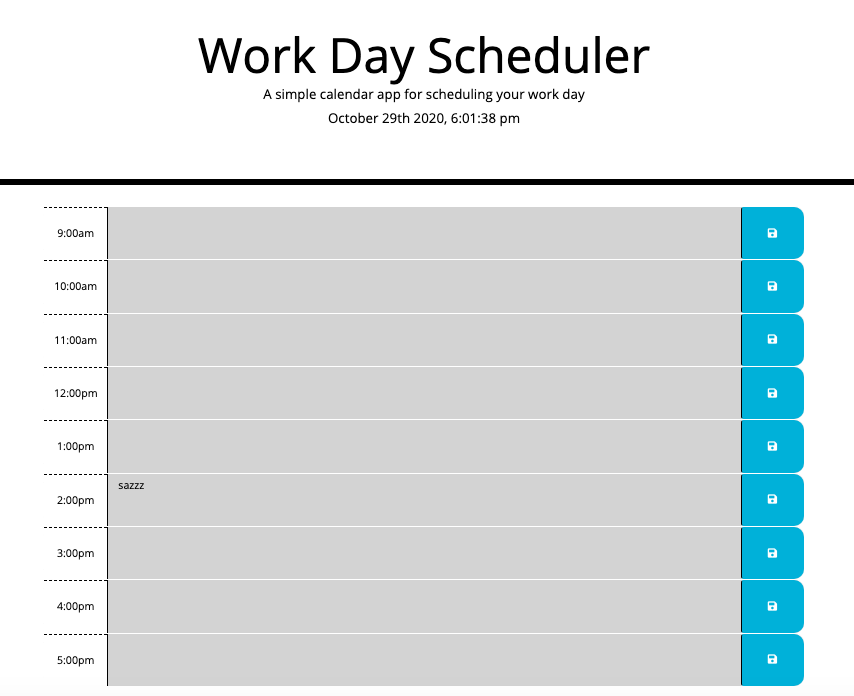 Work Day Scheduler
A simple calendar app for scheduling your work day
October 29th 2020, 6:01:38 pm
9:00am
10:00am
11:00am
12:00pm
1:00pm
2:00pm sazzz
3:00pm
4:00pm
5:00pm